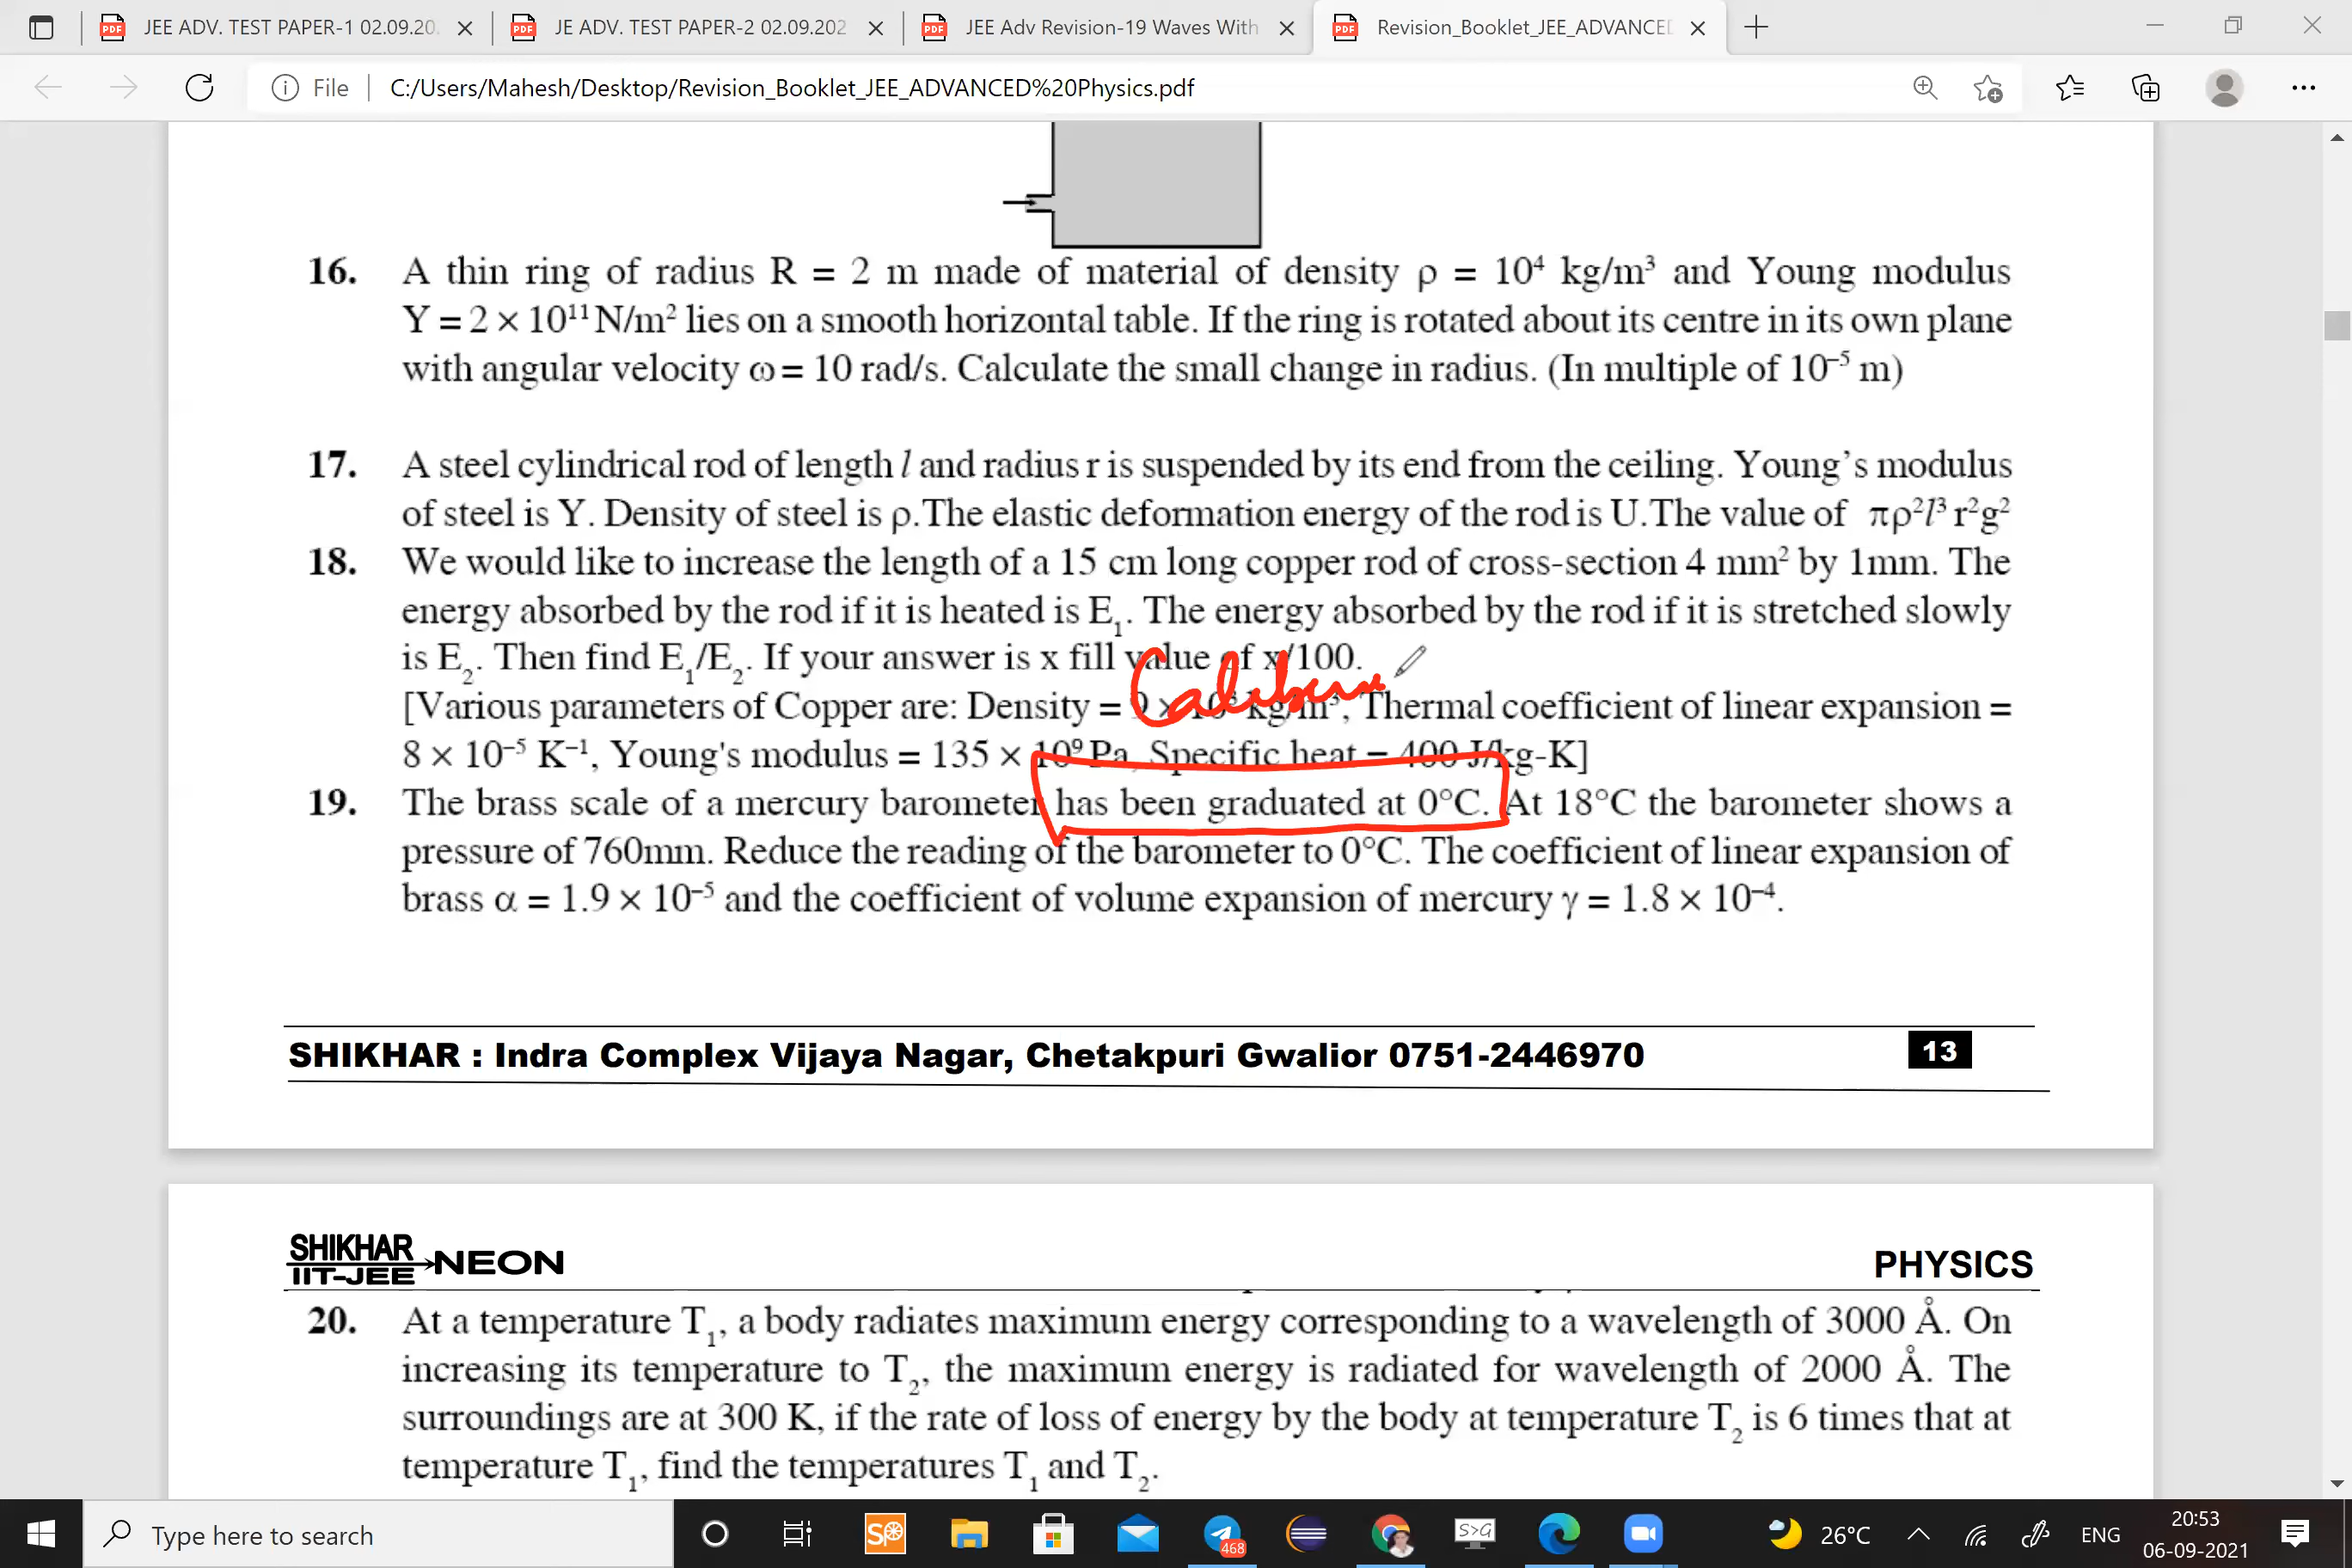 JEE ADV. TEST PAPER-1 02.09.20
JE ADV. TEST PAPER-2 02.09.202
JEE Adv Revision-19 Waves With
Revision_Booklet_JEE_ADVANCED
File
C:/Users/Mahesh/Desktop/Revision_Booklet_JEE_ADVANCED%20Physics.pdf
16. A thin ring of radius R = 2 m made of material of density ρ = 10⁴ kg/m³ and Young modulus
Y = 2 × 10¹¹ N/m² lies on a smooth horizontal table. If the ring is rotated about its centre in its own plane
with angular velocity ω = 10 rad/s. Calculate the small change in radius. (In multiple of 10⁻⁵ m)
17. A steel cylindrical rod of length l and radius r is suspended by its end from the ceiling. Young's modulus
of steel is Y. Density of steel is ρ.The elastic deformation energy of the rod is U.The value of πρ²l³ r²g²
18. We would like to increase the length of a 15 cm long copper rod of cross-section 4 mm² by 1mm. The
energy absorbed by the rod if it is heated is E₁. The energy absorbed by the rod if it is stretched slowly
is E₂. Then find E₁/E₂. If your answer is x fill value of x/100.
[Various parameters of Copper are: Density = 9 × 10³ kg/m³, Thermal coefficient of linear expansion =
8 × 10⁻⁵ K⁻¹, Young's modulus = 135 × 10⁹ Pa, Specific heat = 400 J/kg-K]
19. The brass scale of a mercury barometer has been graduated at 0°C. At 18°C the barometer shows a
pressure of 760mm. Reduce the reading of the barometer to 0°C. The coefficient of linear expansion of
brass α = 1.9 × 10⁻⁵ and the coefficient of volume expansion of mercury γ = 1.8 × 10⁻⁴.
SHIKHAR : Indra Complex Vijaya Nagar, Chetakpuri Gwalior 0751-2446970
13
SHIKHAR
IIT-JEE NEON
PHYSICS
20. At a temperature T₁, a body radiates maximum energy corresponding to a wavelength of 3000 Å. On
increasing its temperature to T₂, the maximum energy is radiated for wavelength of 2000 Å. The
surroundings are at 300 K, if the rate of loss of energy by the body at temperature T₂ is 6 times that at
temperature T₁, find the temperatures T₁ and T₂.
Type here to search
SP
468
S>G
26°C
ENG
20:53
06-09-2021